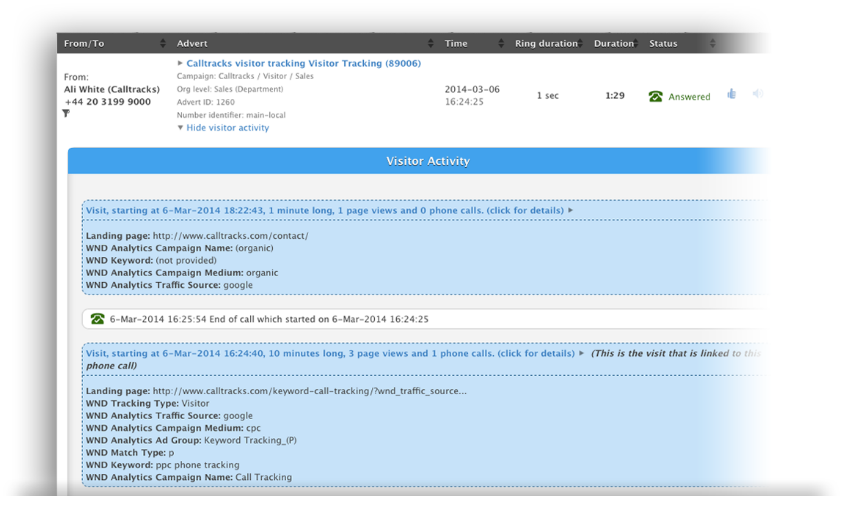 From/To Advert Time Ring duration Duration Status
▶ Calltracks visitor tracking Visitor Tracking (89006)
From: Campaign: Calltracks / Visitor / Sales
Ali White (Calltracks) Org level: Sales (Department) 2014-03-06 1 sec 1:29 Answered
+44 20 3199 9000 Advert ID: 1260 16:24:25
Number identifier: main-local
▼ Hide visitor activity
Visitor Activity
Visit, starting at 6-Mar-2014 18:22:43, 1 minute long, 1 page views and 0 phone calls. (click for details) ▶
Landing page: http://www.calltracks.com/contact/
WND Analytics Campaign Name: (organic)
WND Keyword: (not provided)
WND Analytics Campaign Medium: organic
WND Analytics Traffic Source: google
6-Mar-2014 16:25:54 End of call which started on 6-Mar-2014 16:24:25
Visit, starting at 6-Mar-2014 16:24:40, 10 minutes long, 3 page views and 1 phone calls. (click for details) ▶ (This is the visit that is linked to this
phone call)
Landing page: http://www.calltracks.com/keyword-call-tracking/?wnd_traffic_source...
WND Tracking Type: Visitor
WND Analytics Traffic Source: google
WND Analytics Campaign Medium: cpc
WND Analytics Ad Group: Keyword Tracking_(P)
WND Match Type: p
WND Keyword: ppc phone tracking
WND Analytics Campaign Name: Call Tracking